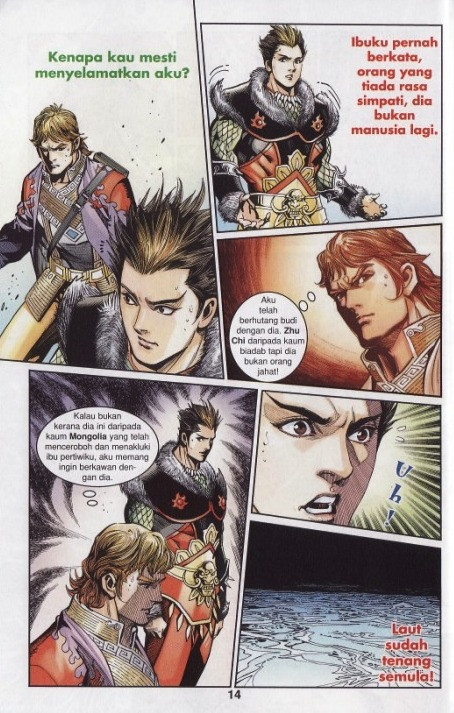 Kenapa kau mesti
menyelamatkan aku?
Ibuku pernah
berkata,
orang yang
tiada rasa
simpati, dia
bukan
manusia lagi.
Aku
telah
berhutang budi
dengan dia. Zhu
Chi daripada kaum
biadab tapi dia
bukan orang
jahat!
Kalau bukan
kerana dia ini daripada
kaum Mongolia yang telah
menceroboh dan menakluki
ibu pertiwiku, aku memang
ingin berkawan den-
gan dia.
Uh!
Laut
sudah
tenang
semula!
14